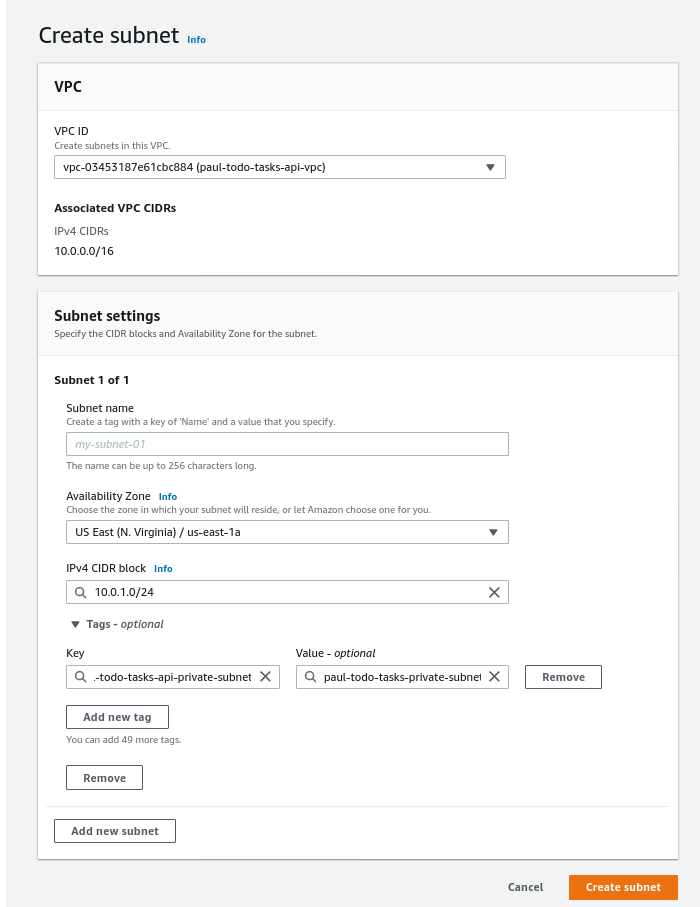 Create subnet Info
VPC
VPC ID
Create subnets in this VPC.
vpc-03453187e61cbc884 (paul-todo-tasks-api-vpc)
Associated VPC CIDRs
IPv4 CIDRs
10.0.0.0/16
Subnet settings
Specify the CIDR blocks and Availability Zone for the subnet.
Subnet 1 of 1
Subnet name
Create a tag with a key of 'Name' and a value that you specify.
my-subnet-01
The name can be up to 256 characters long.
Availability Zone Info
Choose the zone in which your subnet will reside, or let Amazon choose one for you.
US East (N. Virginia) / us-east-1a
IPv4 CIDR block Info
10.0.1.0/24
Tags - optional
Key Value - optional
.-todo-tasks-api-private-subnet paul-todo-tasks-private-subnet Remove
Add new tag
You can add 49 more tags.
Remove
Add new subnet
Cancel Create subnet